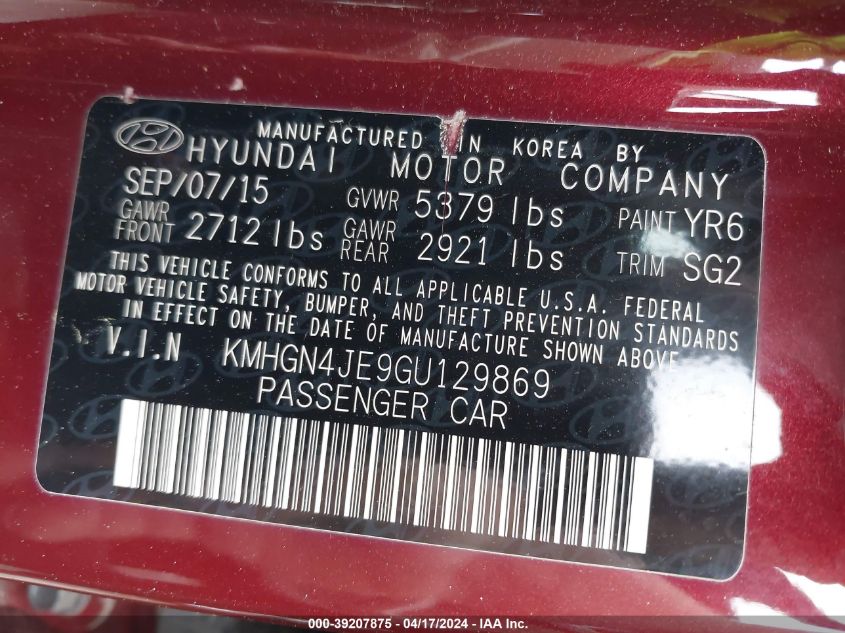 MANUFACTURED IN KOREA BY
HYUNDAI MOTOR COMPANY
SEP/07/15 GVWR 5379 lbs PAINT YR6
GAWR FRONT 2712 lbs GAWR REAR 2921 lbs TRIM SG2
THIS VEHICLE CONFORMS TO ALL APPLICABLE U.S.A. FEDERAL
MOTOR VEHICLE SAFETY, BUMPER, AND THEFT PREVENTION STANDARDS
IN EFFECT ON THE DATE OF MANUFACTURE SHOWN ABOVE.
V.I.N KMHGN4JE9GU129869
PASSENGER CAR
000-39207875 - 04/17/2024 - IAA Inc.